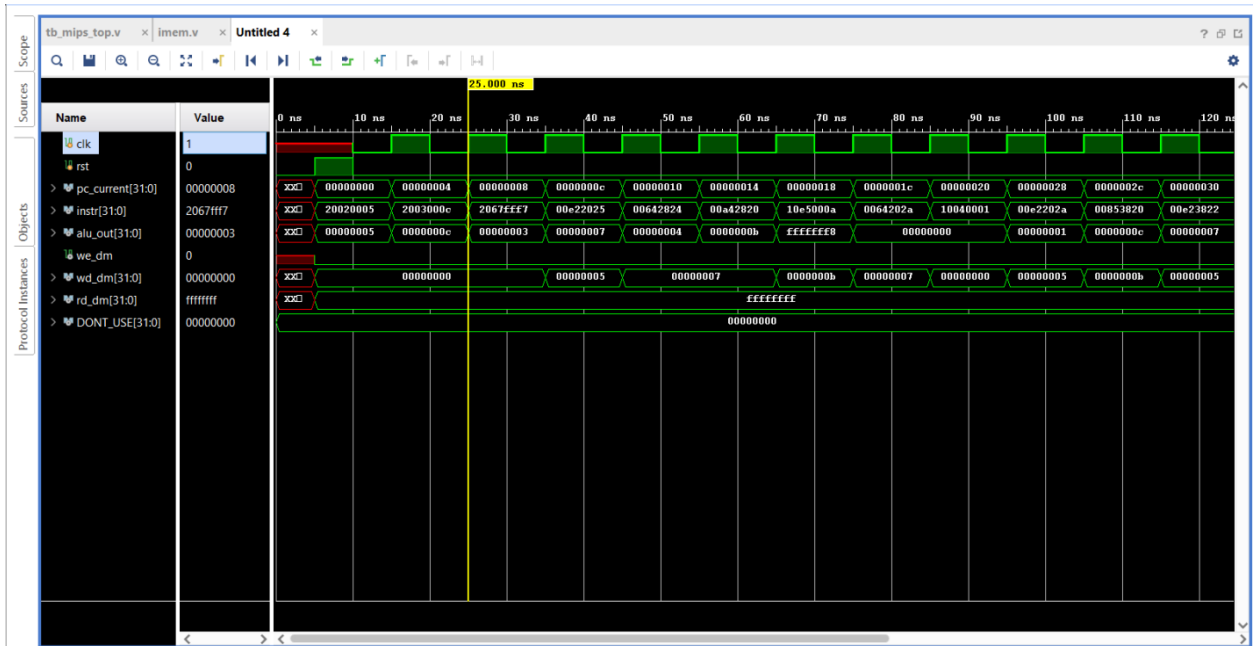 tb_mips_top.v × imem.v × Untitled 4 ×
Scope
Sources
Objects
Protocol Instances
25.000 ns
Name Value
0 ns 10 ns 20 ns 30 ns 40 ns 50 ns 60 ns 70 ns 80 ns 90 ns 100 ns 110 ns 120 n
clk 1
rst 0
pc_current[31:0] 00000008 XX 00000000 00000004 00000008 0000000c 00000010 00000014 00000018 0000001c 00000020 00000028 0000002c 00000030
instr[31:0] 2067fff7 XX 20020005 2003000c 2067fff7 00e22025 00642824 00a42820 10e5000a 0064202a 10040001 00e2202a 00853820 00e23822
alu_out[31:0] 00000003 XX 00000005 0000000c 00000003 00000007 00000004 0000000b fffffff8 00000000 00000001 0000000c 00000007
we_dm 0
wd_dm[31:0] 00000000 XX 00000000 00000005 00000007 0000000b 00000007 00000000 00000005 0000000b 00000005
rd_dm[31:0] ffffffff XX ffffffff
DONT_USE[31:0] 00000000 00000000